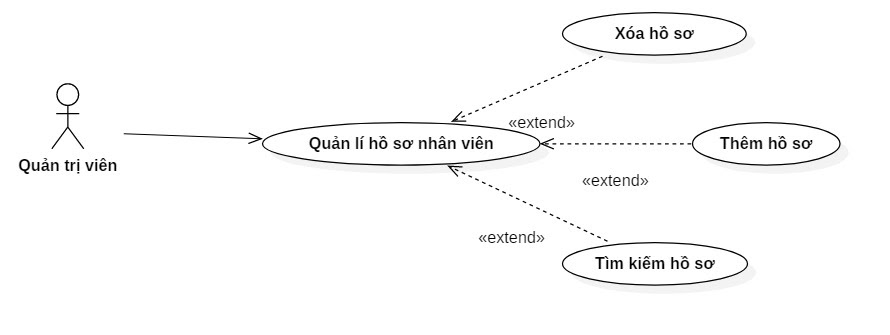 Xóa hồ sơ
«extend»
Quản lí hồ sơ nhân viên
Thêm hồ sơ
Quản trị viên
«extend»
«extend»
Tìm kiếm hồ sơ